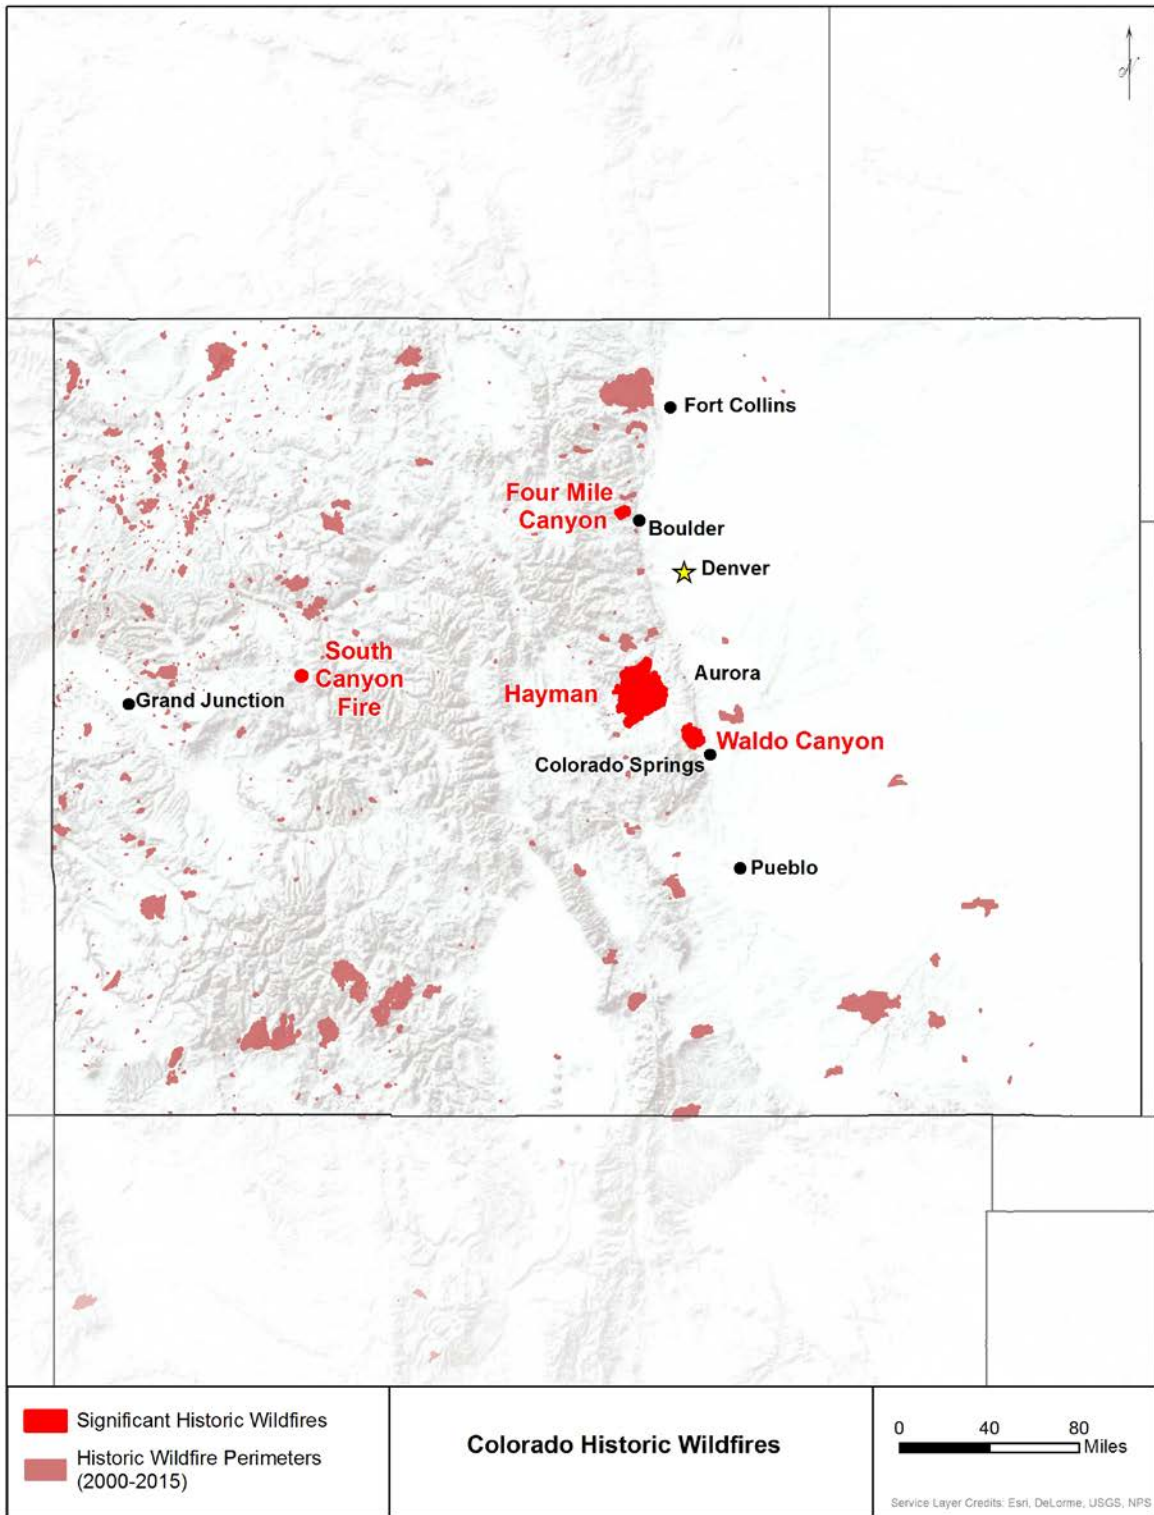 Fort Collins
Four Mile
Canyon
Boulder
Denver
South
Canyon
Fire
Aurora
Hayman
Grand Junction
Waldo Canyon
Colorado Springs
Pueblo
Significant Historic Wildfires
Historic Wildfire Perimeters
(2000-2015)
Colorado Historic Wildfires
0 40 80
Miles
Service Layer Credits: Esri, DeLorme, USGS, NPS